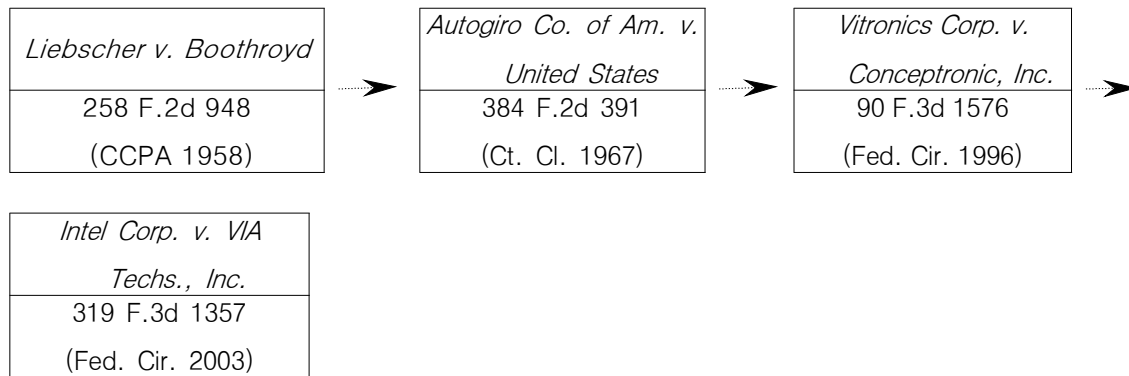 Liebscher v. Boothroyd
258 F.2d 948
(CCPA 1958)
Autogiro Co. of Am. v.
United States
384 F.2d 391
(Ct. Cl. 1967)
Vitronics Corp. v.
Conceptronic, Inc.
90 F.3d 1576
(Fed. Cir. 1996)
Intel Corp. v. VIA
Techs., Inc.
319 F.3d 1357
(Fed. Cir. 2003)